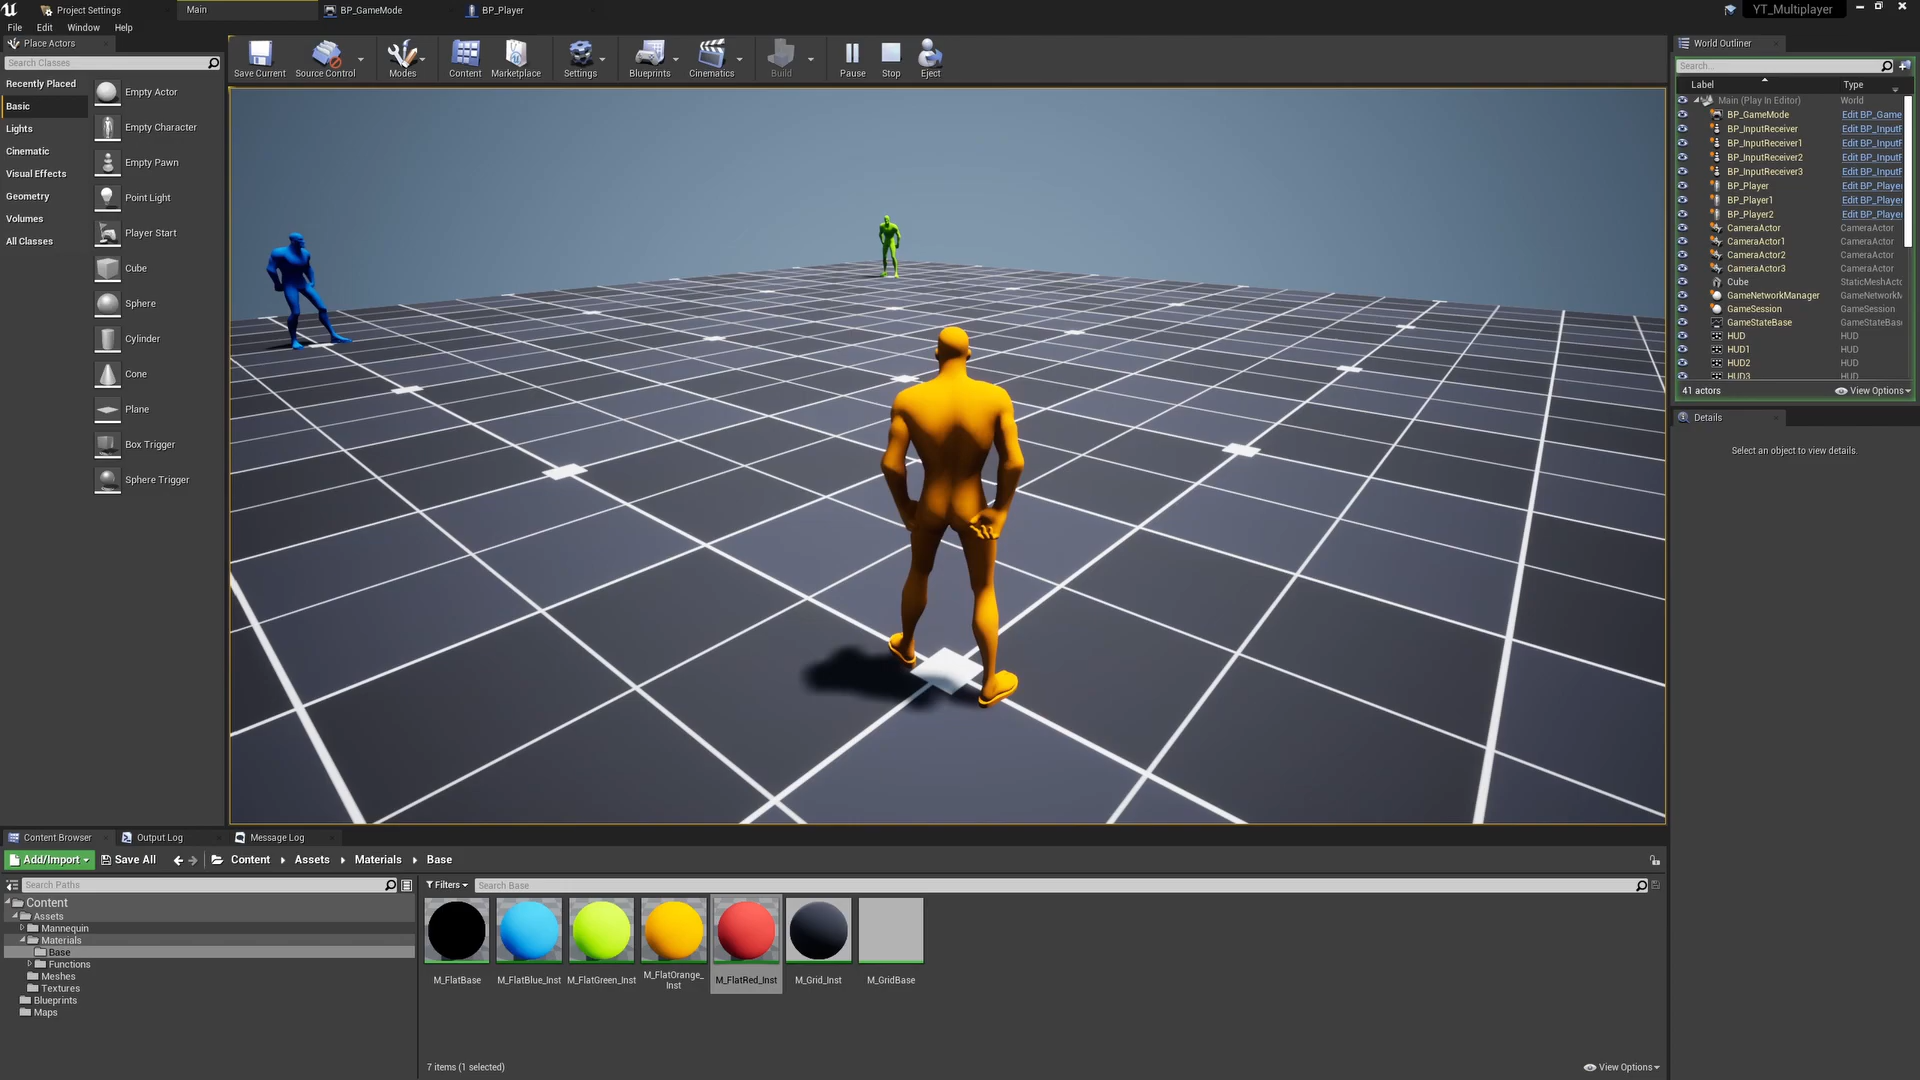 Project Settings
Main
BP_GameMode
BP_Player
YT_Multiplayer
File Edit Window Help
Place Actors
Search Classes
Recently Placed
Basic
Lights
Cinematic
Visual Effects
Geometry
Volumes
All Classes
Empty Actor
Empty Character
Empty Pawn
Point Light
Player Start
Cube
Sphere
Cylinder
Cone
Plane
Box Trigger
Sphere Trigger
Save Current Source Control Modes Content Marketplace Settings Blueprints Cinematics Build Pause Stop Eject
World Outliner
Search...
Label Type
Main (Play In Editor) World
BP_GameMode Edit BP_Game
BP_InputReceiver Edit BP_InputF
BP_InputReceiver1 Edit BP_InputF
BP_InputReceiver2 Edit BP_InputF
BP_InputReceiver3 Edit BP_InputF
BP_Player Edit BP_Player
BP_Player1 Edit BP_Player
BP_Player2 Edit BP_Player
CameraActor CameraActor
CameraActor1 CameraActor
CameraActor2 CameraActor
CameraActor3 CameraActor
Cube StaticMeshActo
GameNetworkManager GameNetworkM
GameSession GameSession
GameStateBase GameStateBase
HUD HUD
HUD1 HUD
HUD2 HUD
HUD3 HUD
41 actors View Options
Details
Select an object to view details.
Content Browser Output Log Message Log
Add/Import Save All Content Assets Materials Base
Search Paths
Content
Assets
Mannequin
Materials
Base
Functions
Meshes
Textures
Blueprints
Maps
Filters Search Base
M_FlatBase M_FlatBlue_Inst M_FlatGreen_Inst M_FlatOrange_ M_FlatRed_Inst M_Grid_Inst M_GridBase
Inst
7 items (1 selected) View Options